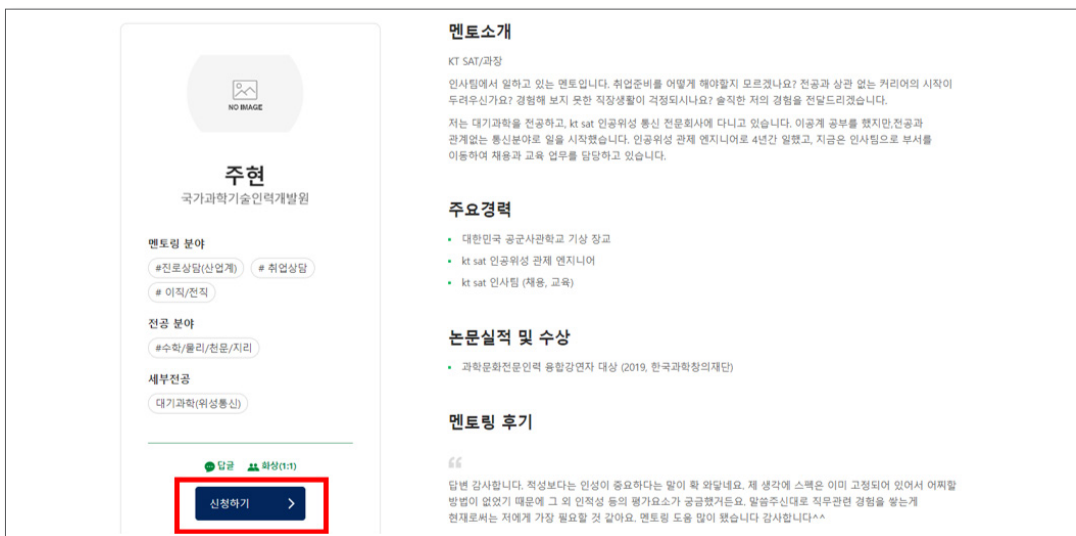 NO IMAGE
주현
국가과학기술인력개발원
멘토링 분야
#진로상담(산업계) # 취업상담
# 이직/전직
전공 분야
#수학/물리/천문/지리
세부전공
대기과학(위성통신)
답글 화상(1:1)
신청하기
멘토소개
KT SAT/과장
인사팀에서 일하고 있는 멘토입니다. 취업준비를 어떻게 해야할지 모르겠나요? 전공과 상관 없는 커리어의 시작이
두려우신가요? 경험해 보지 못한 직장생활이 걱정되시나요? 솔직한 저의 경험을 전달드리겠습니다.
저는 대기과학을 전공하고, kt sat 인공위성 통신 전문회사에 다니고 있습니다. 이공계 공부를 했지만,전공과
관계없는 통신분야로 일을 시작했습니다. 인공위성 관제 엔지니어로 4년간 일했고, 지금은 인사팀으로 부서를
이동하여 채용과 교육 업무를 담당하고 있습니다.
주요경력
대한민국 공군사관학교 기상 장교
kt sat 인공위성 관제 엔지니어
kt sat 인사팀 (채용, 교육)
논문실적 및 수상
과학문화전문인력 융합강연자 대상 (2019, 한국과학창의재단)
멘토링 후기
답변 감사합니다. 적성보다는 인성이 중요하다는 말이 확 와닿네요. 제 생각에 스펙은 이미 고정되어 있어서 어찌할
방법이 없었기 때문에 그 외 인적성 등의 평가요소가 궁금했거든요. 말씀주신대로 직무관련 경험을 쌓는게
현재로써는 저에게 가장 필요할 것 같아요. 멘토링 도움 많이 됐습니다 감사합니다^^